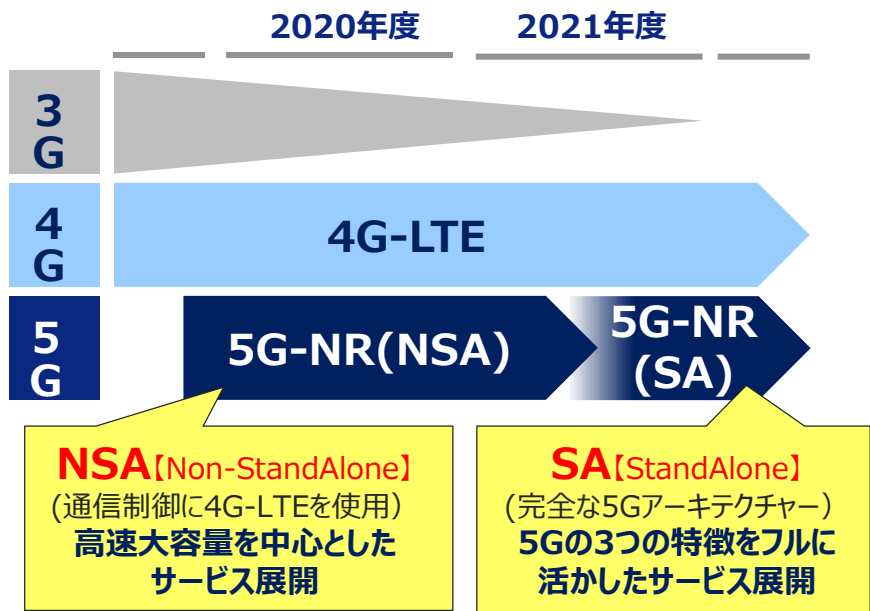 2020年度 2021年度
3
G
4
G
4G-LTE
5
G
5G-NR(NSA)
5G-NR
(SA)
NSA【Non-StandAlone】
(通信制御に4G-LTEを使用)
高速大容量を中心とした
サービス展開
SA【StandAlone】
(完全な5Gアーキテクチャー)
5Gの3つの特徴をフルに
活かしたサービス展開